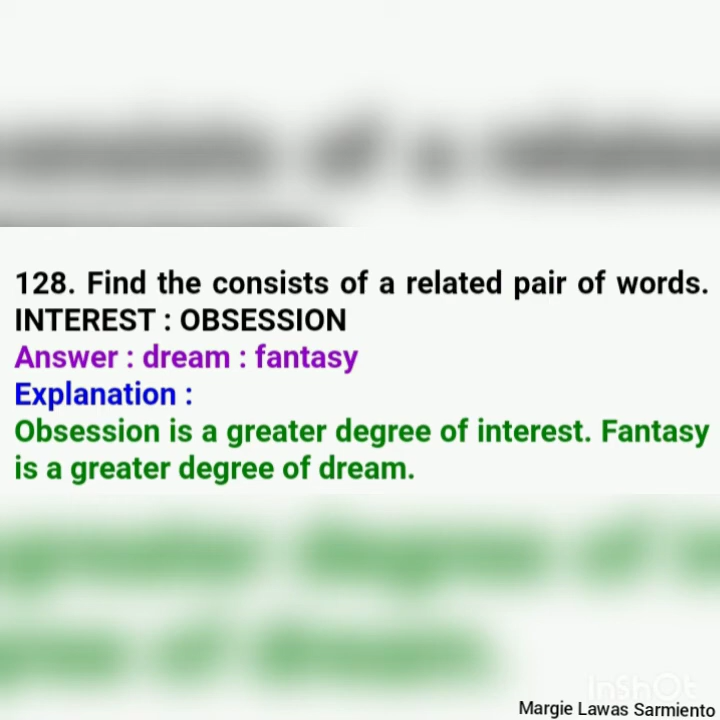 128. Find the consists of a related pair of words.
INTEREST : OBSESSION
Answer : dream : fantasy
Explanation :
Obsession is a greater degree of interest. Fantasy
is a greater degree of dream.
InShOt
Margie Lawas Sarmiento